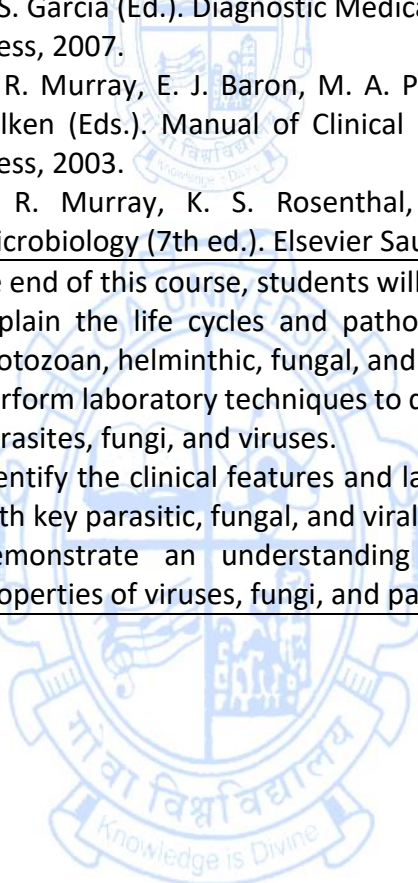 S. Garcia (Ed.). Diagnostic Medica
ess, 2007.
R. Murray, E. J. Baron, M. A. P
lken (Eds.). Manual of Clinical
ess, 2003.
R. Murray, K. S. Rosenthal,
icrobiology (7th ed.). Elsevier Sau
e end of this course, students will
plain the life cycles and patho
otozoan, helminthic, fungal, and
rform laboratory techniques to d
arasites, fungi, and viruses.
entify the clinical features and la
th key parasitic, fungal, and viral
emonstrate an understanding
operties of viruses, fungi, and pa
गोवा विश्वविद्यालय
Knowledge is Divine